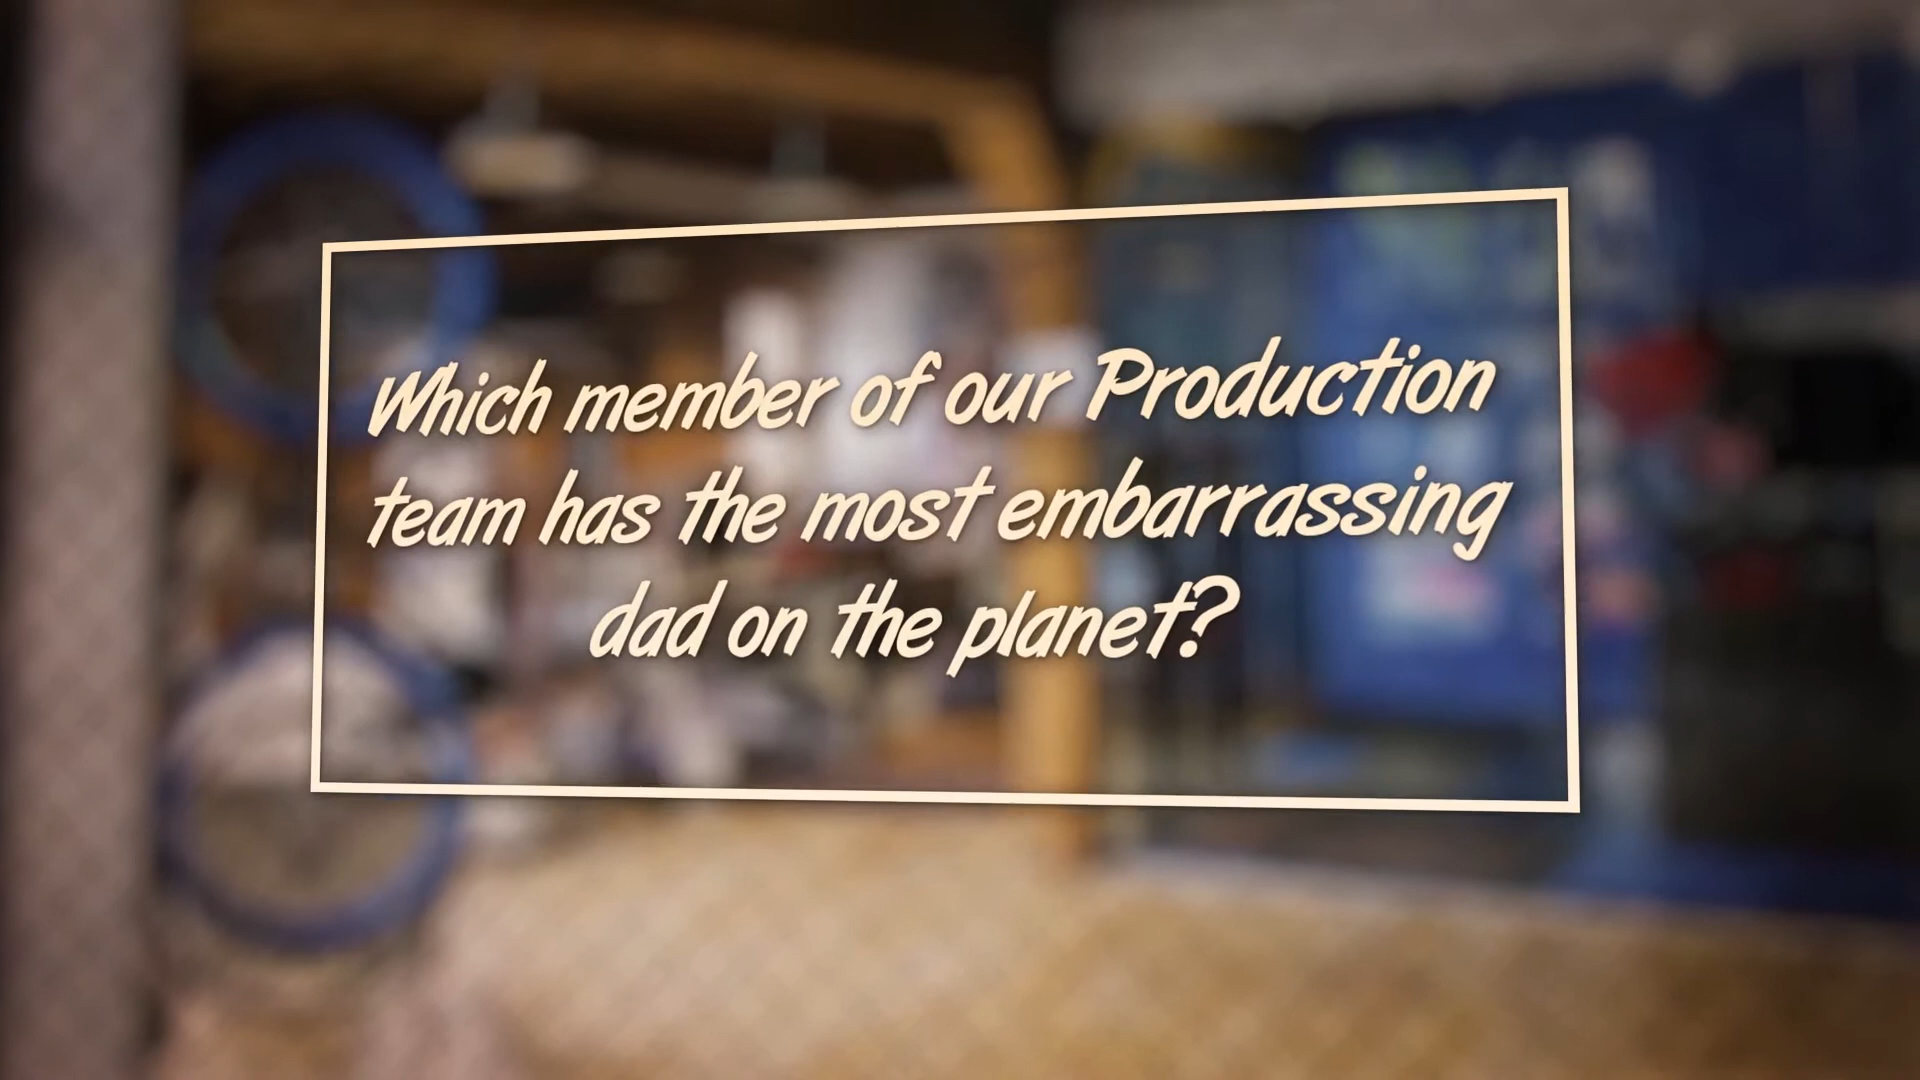 Which member of our Production
team has the most embarrassing
dad on the planet?